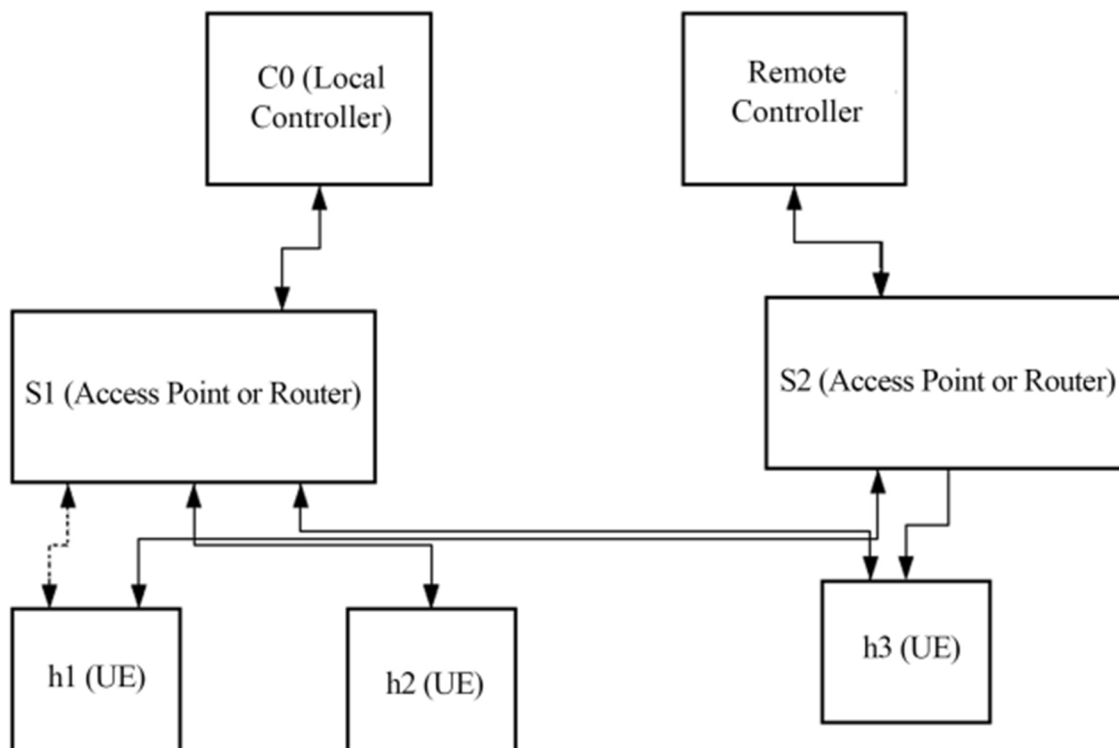 C0 (Local
Controller)
Remote
Controller
S1 (Access Point or Router)
S2 (Access Point or Router)
h1 (UE)
h2 (UE)
h3 (UE)